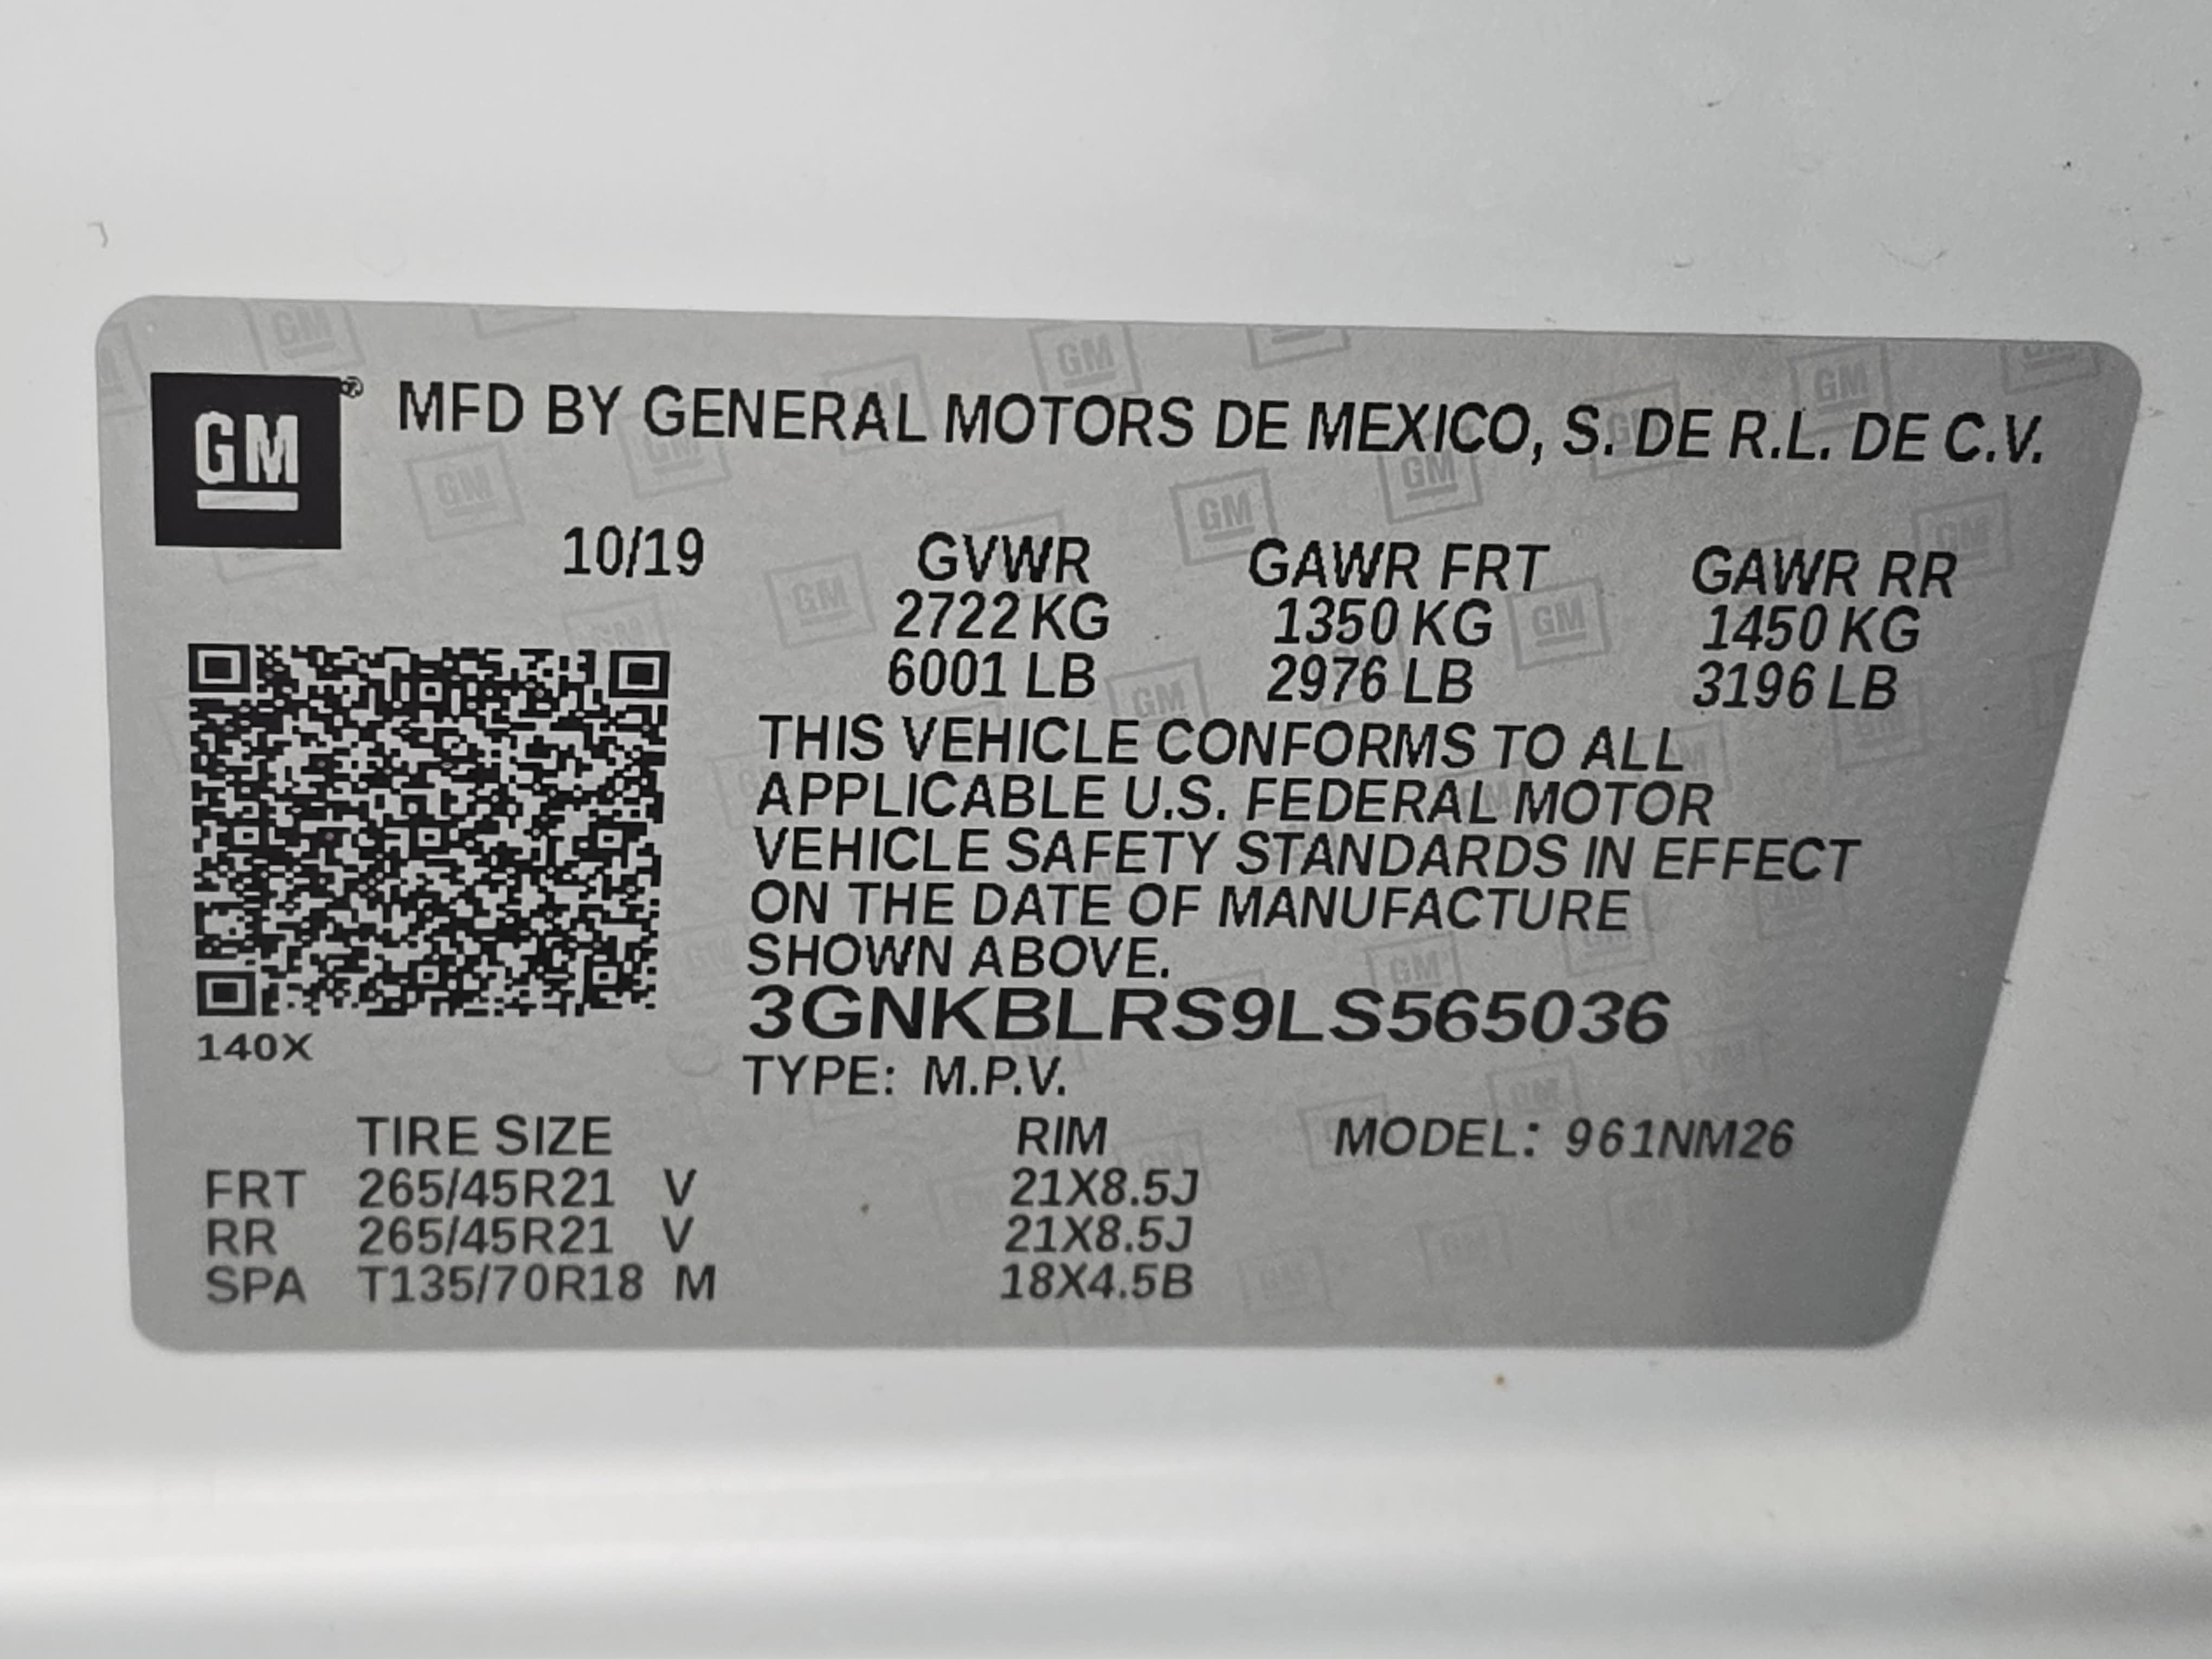 GM® MFD BY GENERAL MOTORS DE MEXICO, S. DE R.L. DE C.V.
10/19 GVWR GAWR FRT GAWR RR
2722 KG 1350 KG 1450 KG
6001 LB 2976 LB 3196 LB
THIS VEHICLE CONFORMS TO ALL
APPLICABLE U.S. FEDERAL MOTOR
VEHICLE SAFETY STANDARDS IN EFFECT
ON THE DATE OF MANUFACTURE
SHOWN ABOVE.
3GNKBLRS9LS565036
140X
TYPE: M.P.V.
TIRE SIZE RIM MODEL: 961NM26
FRT 265/45R21 V 21X8.5J
RR 265/45R21 V 21X8.5J
SPA T135/70R18 M 18X4.5B